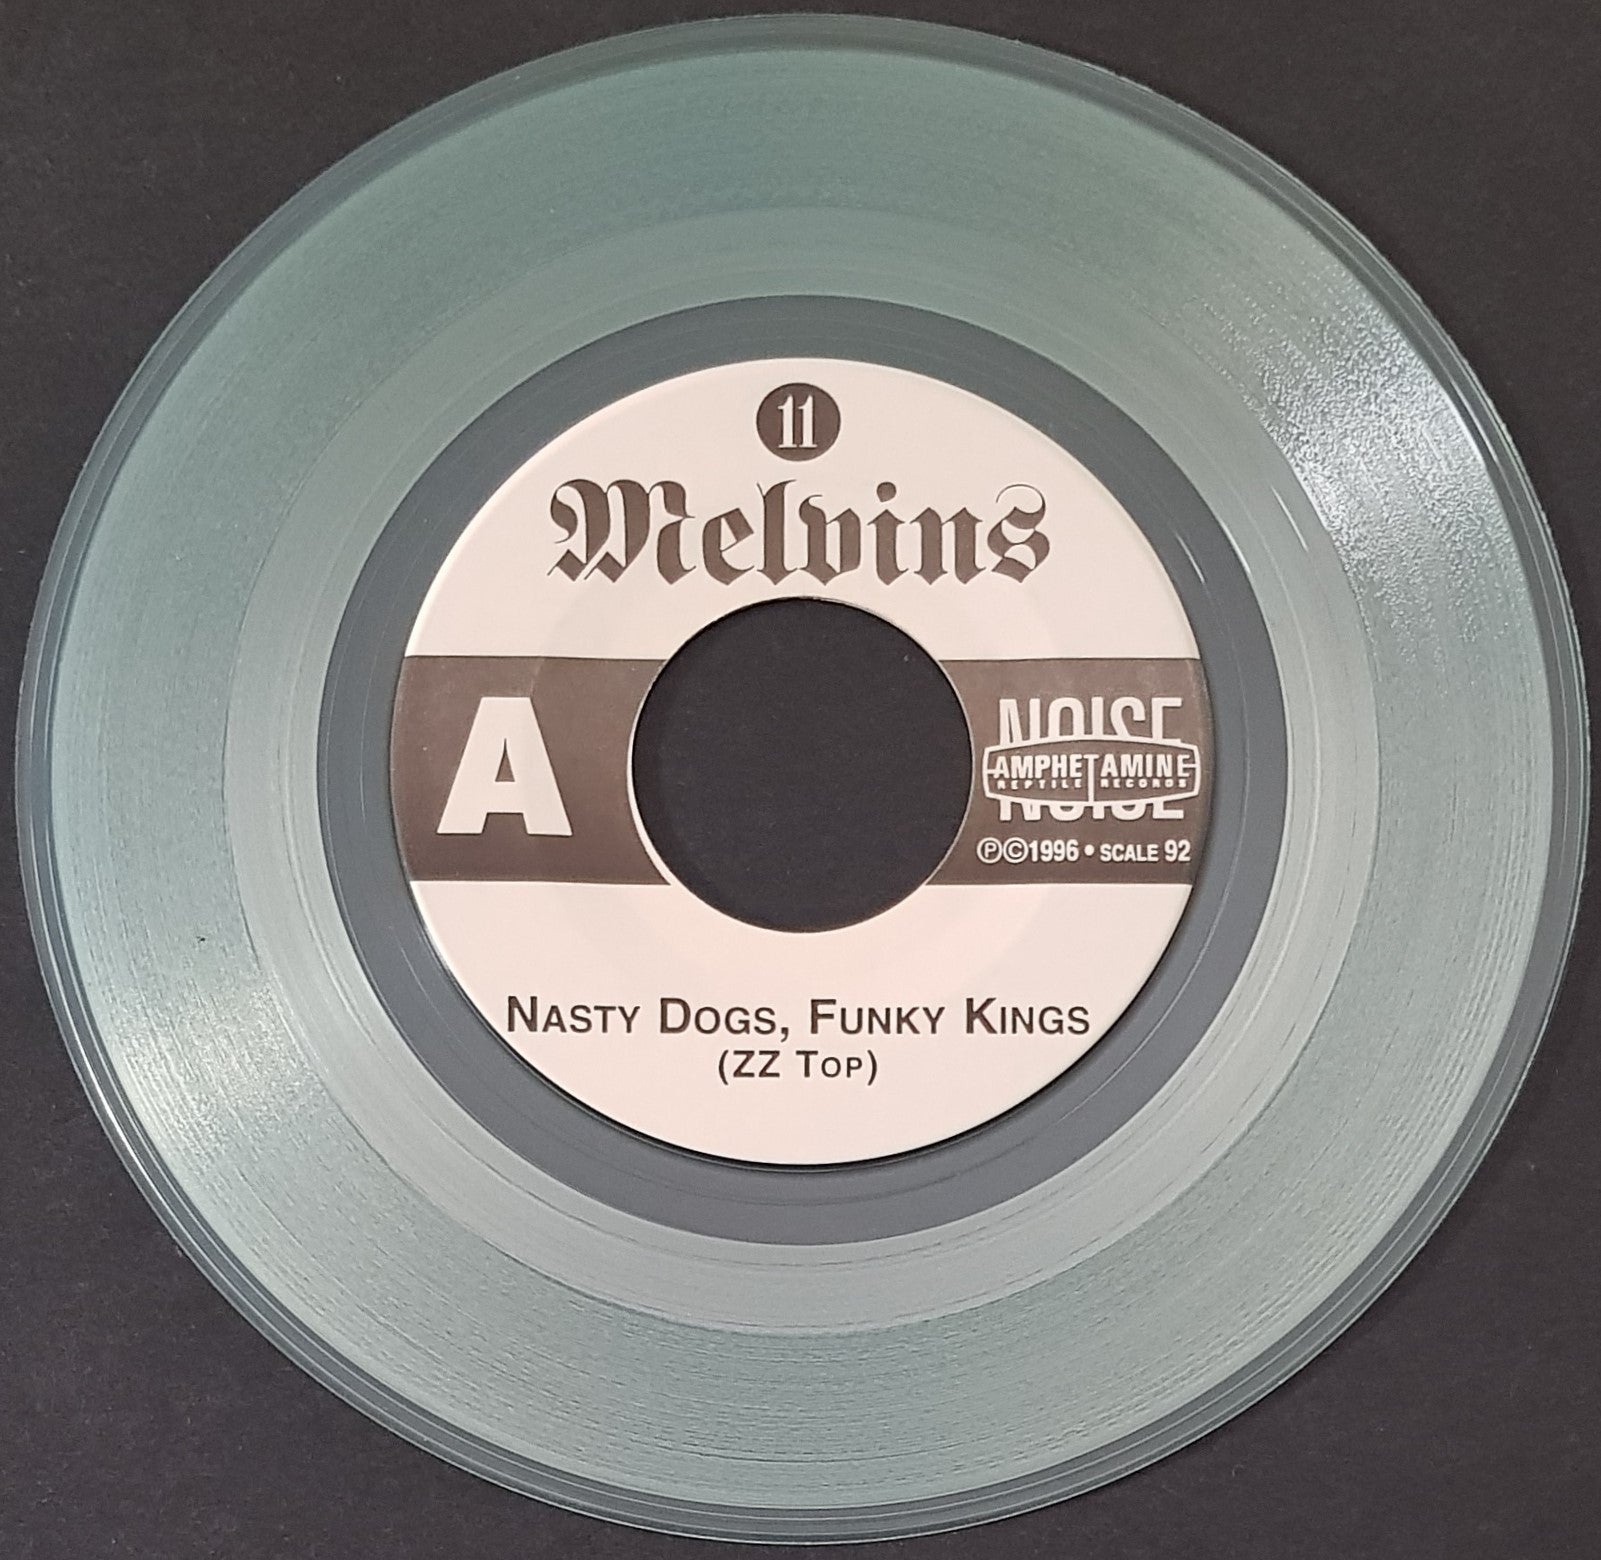 11
Melvins
A
NOISE
AMPHETAMINE
REPTILE RECORDS
NOISE
℗©1996 • SCALE 92
NASTY DOGS, FUNKY KINGS
(ZZ TOP)